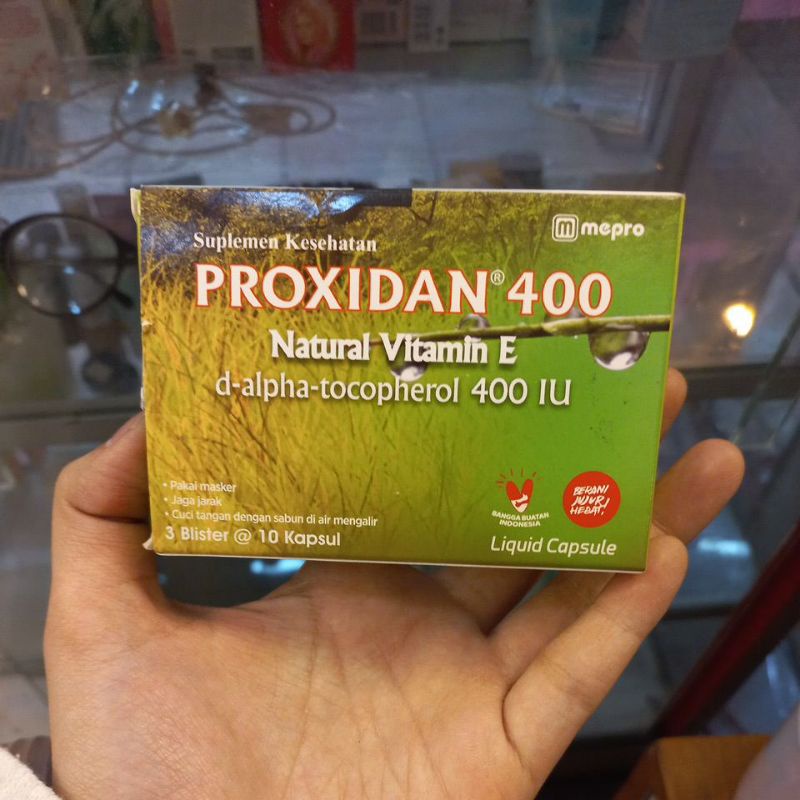 Suplemen Kesehatan
mepro
PROXIDAN® 400
Natural Vitamin E
d-alpha-tocopherol 400 IU
• Pakai masker
• Jaga jarak
• Cuci tangan dengan sabun di air mengalir
3 Blister @ 10 Kapsul
BANGGA BUATAN
INDONESIA
BERANI
JUJUR,
HEBAT!
Liquid Capsule